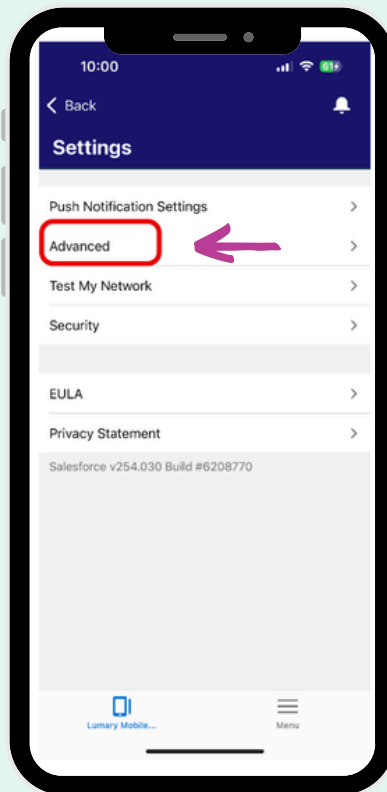 10:00
61
Back
Settings
Push Notification Settings
Advanced
Test My Network
Security
EULA
Privacy Statement
Salesforce v254.030 Build #6208770
Lumary Mobile...
Menu